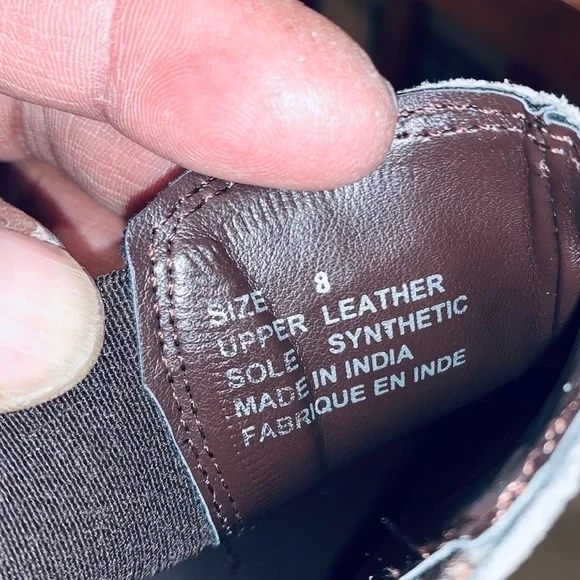 SIZE 8
UPPER LEATHER
SOLE SYNTHETIC
MADE IN INDIA
FABRIQUE EN INDE